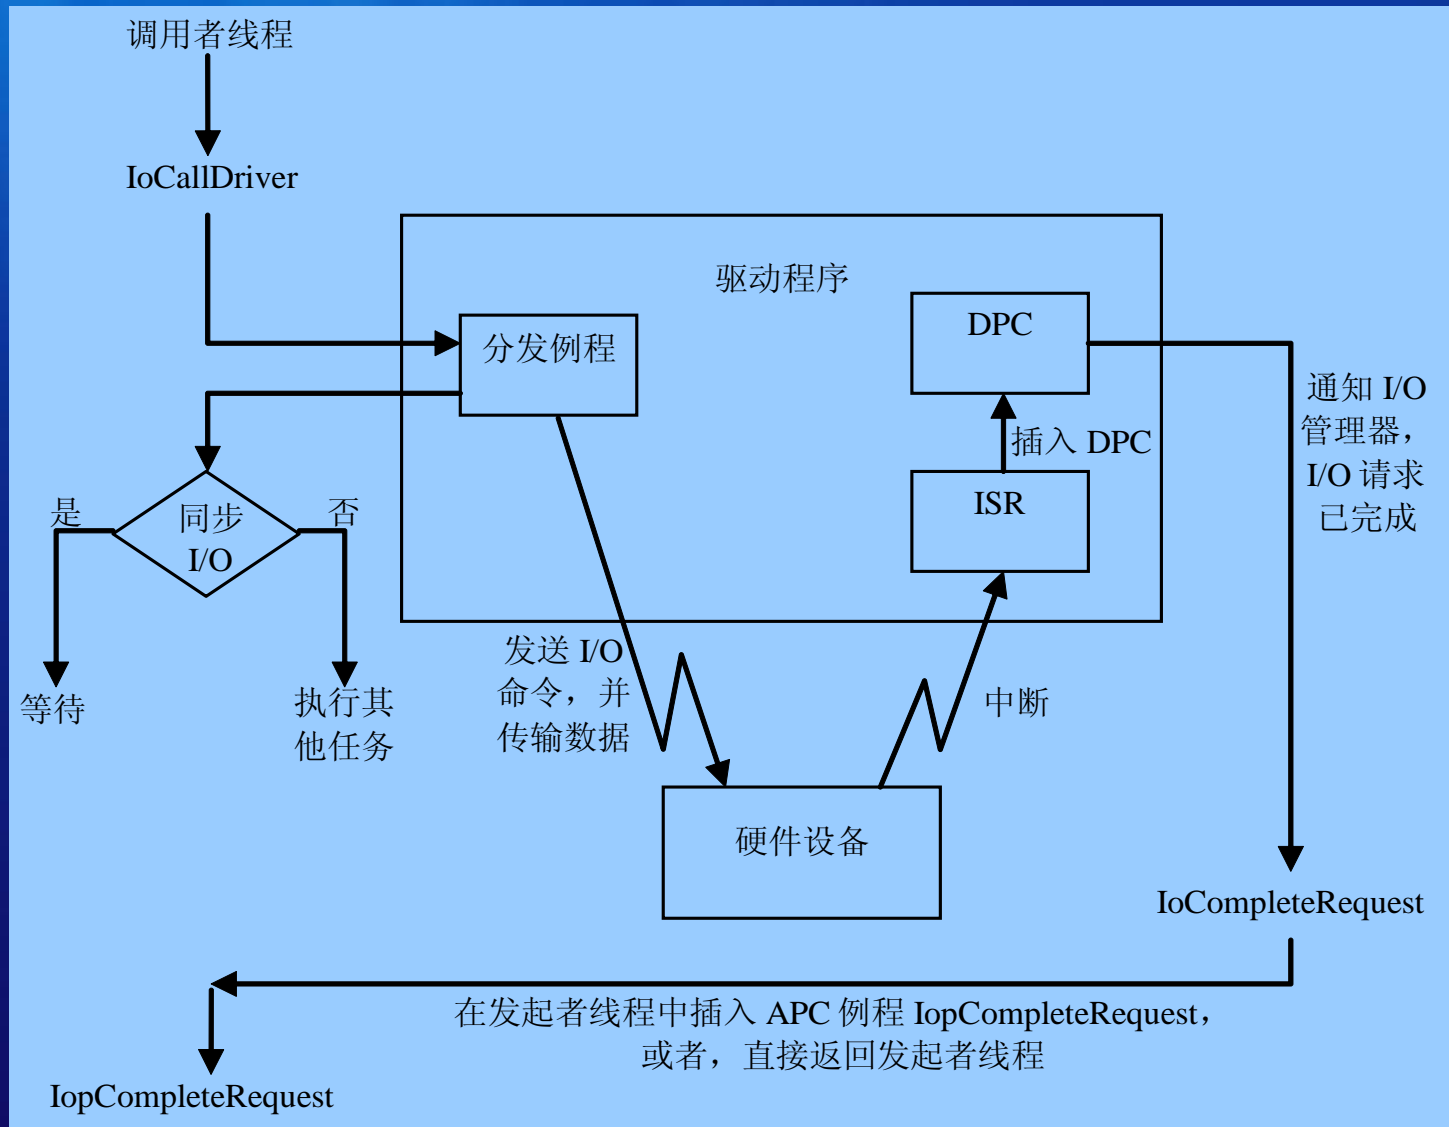 调用者线程
IoCallDriver
驱动程序
分发例程
DPC
插入 DPC
ISR
通知 I/O
管理器，
I/O 请求
已完成
是
同步
I/O
否
等待
执行其
他任务
发送 I/O
命令，并
传输数据
中断
硬件设备
IoCompleteRequest
在发起者线程中插入 APC 例程 IopCompleteRequest，
或者，直接返回发起者线程
IopCompleteRequest